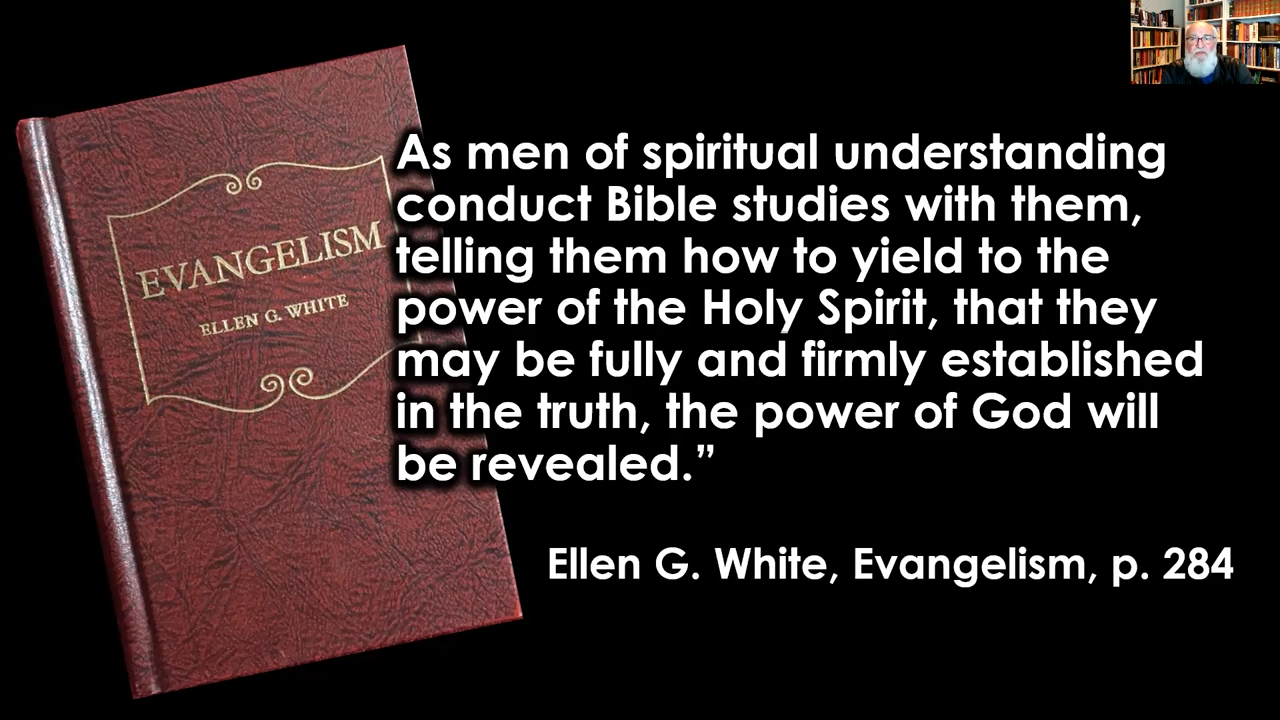 EVANGELISM
ELLEN G. WHITE
As men of spiritual understanding
conduct Bible studies with them,
telling them how to yield to the
power of the Holy Spirit, that they
may be fully and firmly established
in the truth, the power of God will
be revealed.”
Ellen G. White, Evangelism, p. 284